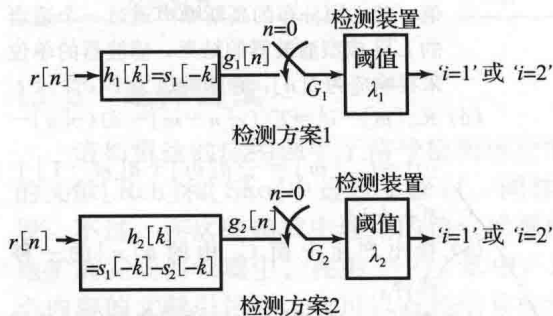 n=0
检测装置
r[n]
h₁[k]=s₁[-k]
g₁[n]
G₁
阈值
λ₁
‘i=1’ 或 ‘i=2’
检测方案1
n=0
检测装置
r[n]
h₂[k]
=s₁[-k]-s₂[-k]
g₂[n]
G₂
阈值
λ₂
‘i=1’ 或 ‘i=2’
检测方案2